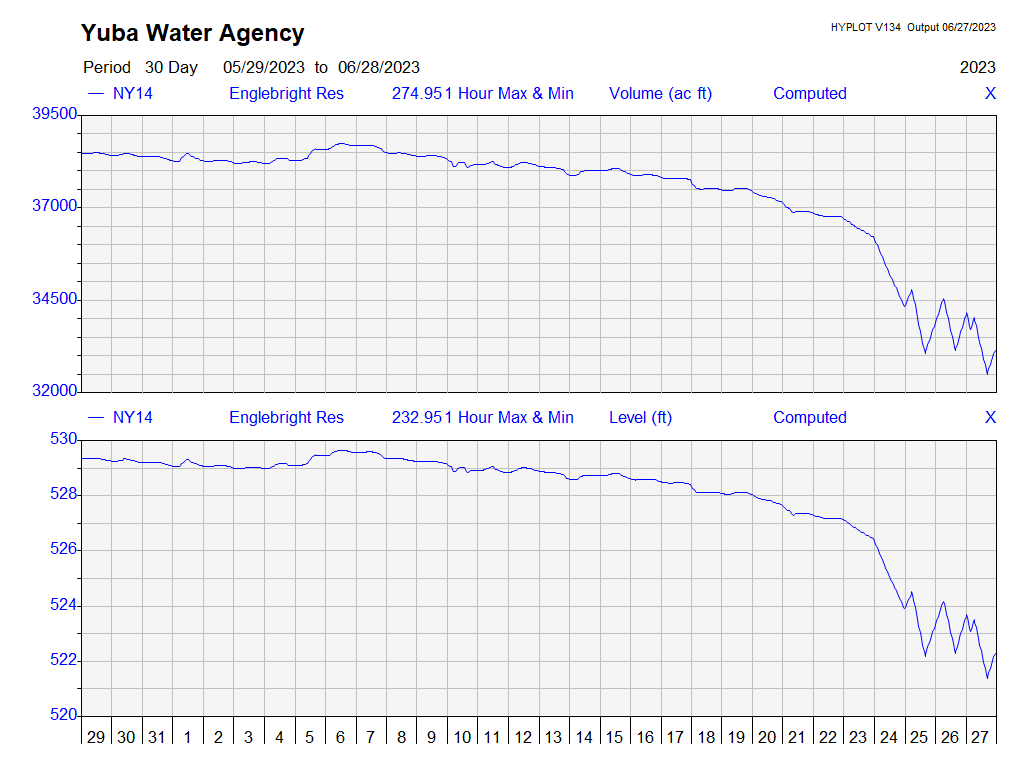 Yuba Water Agency
HYPLOT V134 Output 06/27/2023
Period 30 Day 05/29/2023 to 06/28/2023 2023
NY14 Englebright Res 274.951 Hour Max & Min Volume (ac ft) Computed X
39500
37000
34500
32000
NY14 Englebright Res 232.951 Hour Max & Min Level (ft) Computed X
530
528
526
524
522
520
29 30 31 1 2 3 4 5 6 7 8 9 10 11 12 13 14 15 16 17 18 19 20 21 22 23 24 25 26 27